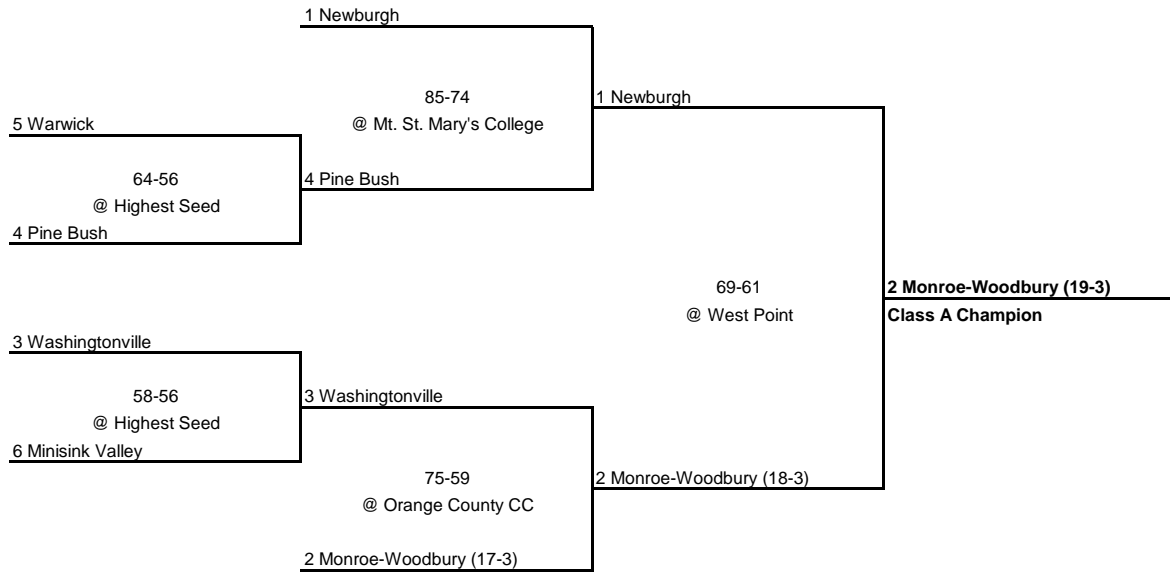 1 Newburgh
85-74
@ Mt. St. Mary's College
1 Newburgh
5 Warwick
64-56
@ Highest Seed
4 Pine Bush
4 Pine Bush
69-61
@ West Point
2 Monroe-Woodbury (19-3)
Class A Champion
3 Washingtonville
58-56
@ Highest Seed
3 Washingtonville
6 Minisink Valley
75-59
@ Orange County CC
2 Monroe-Woodbury (18-3)
2 Monroe-Woodbury (17-3)